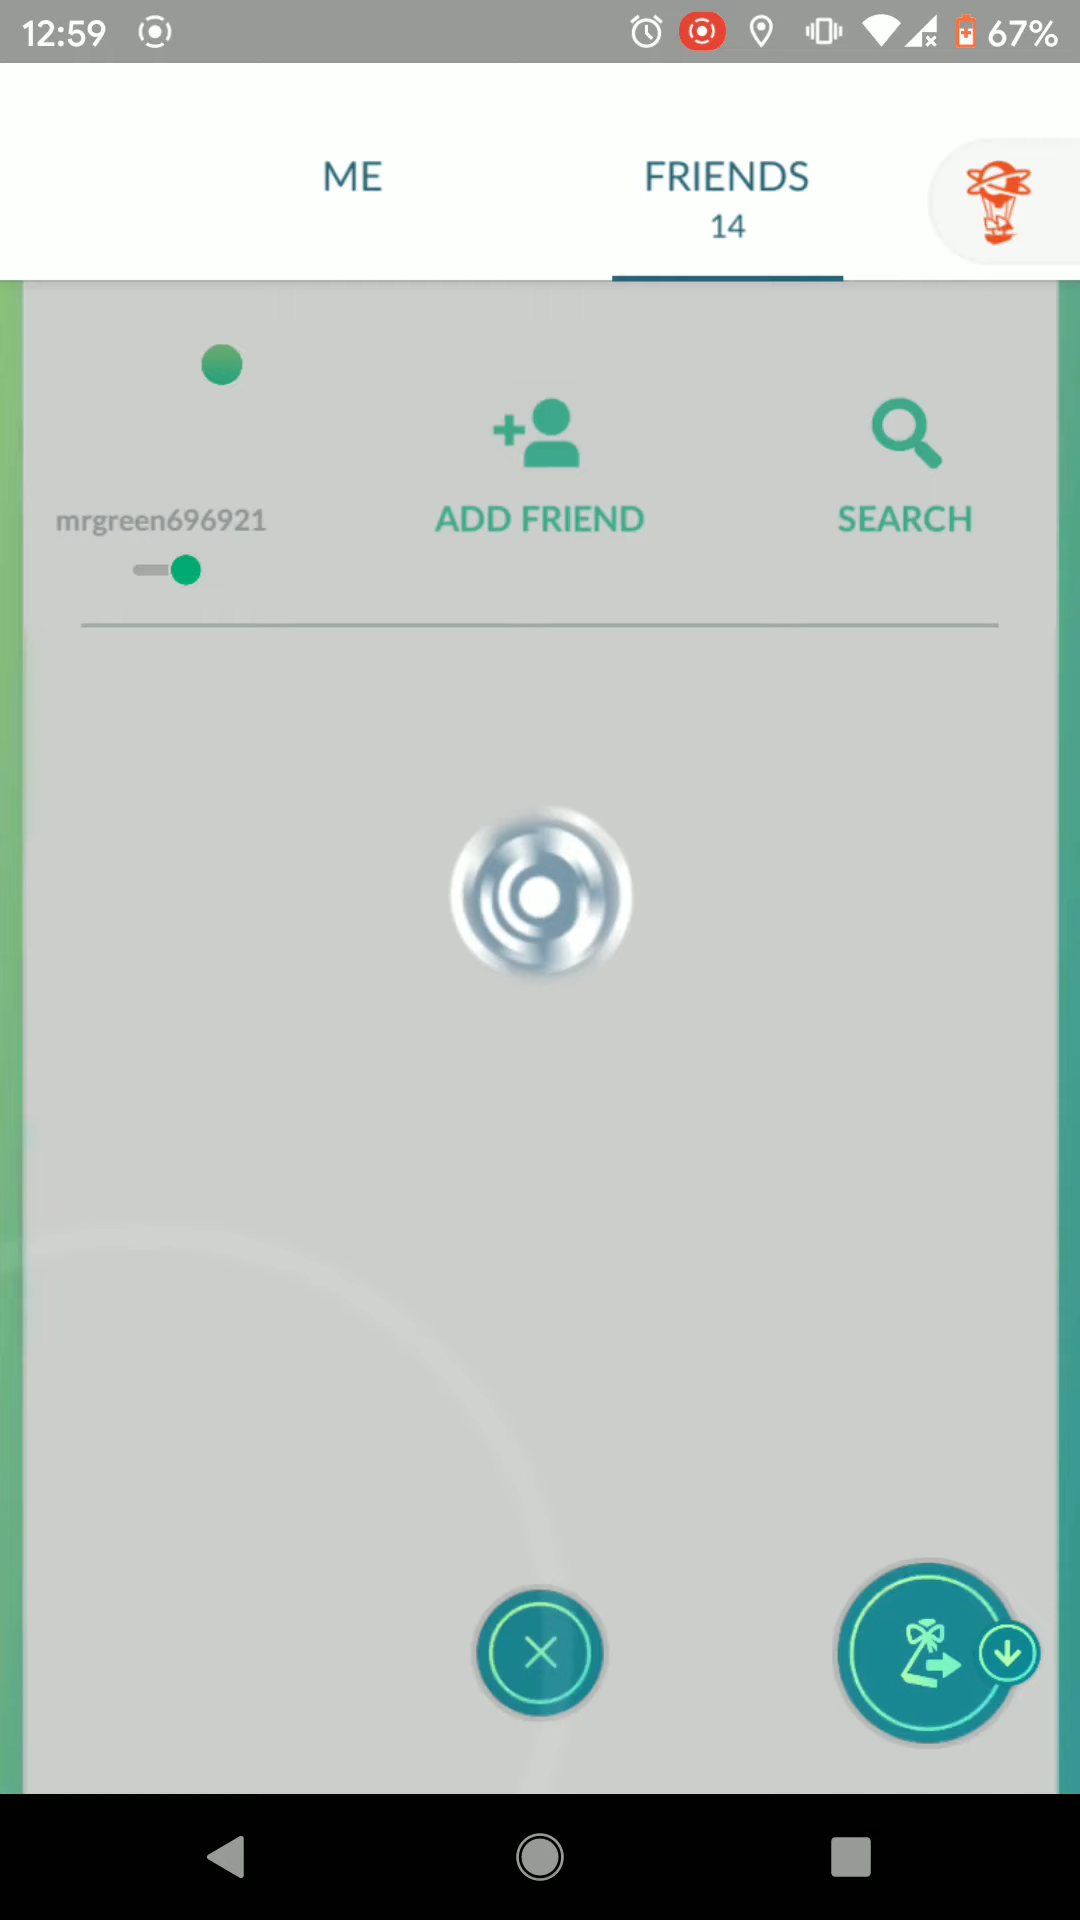 12:59
67%
ME
FRIENDS
14
mrgreen696921
ADD FRIEND
SEARCH